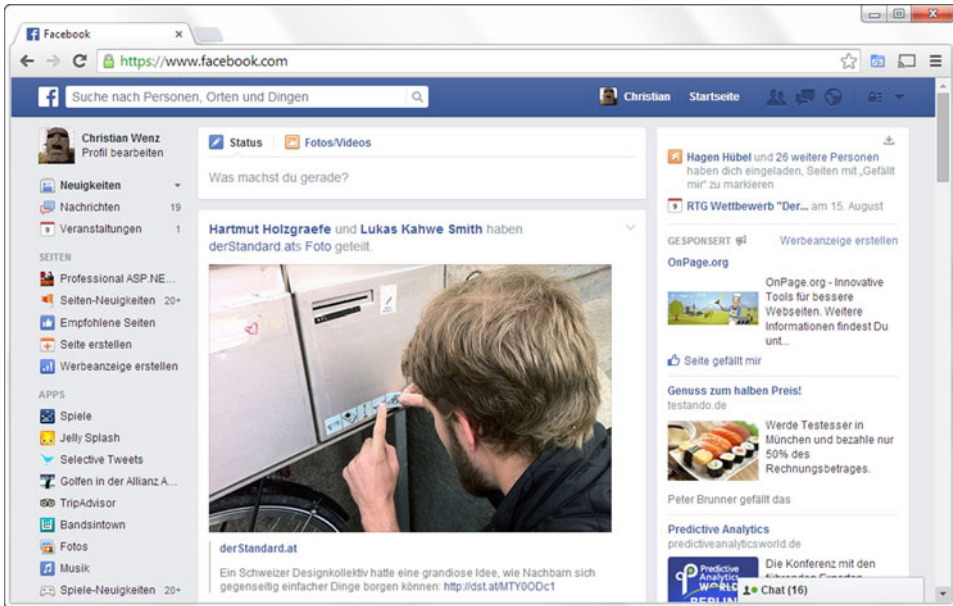 Facebook
https://www.facebook.com
Suche nach Personen, Orten und Dingen
Christian Startseite
Christian Wenz
Profil bearbeiten
Neuigkeiten
Nachrichten 19
Veranstaltungen 1
SEITEN
Professional ASP.NE...
Seiten-Neuigkeiten 20+
Empfohlene Seiten
Seite erstellen
Werbeanzeige erstellen
APPS
Spiele
Jelly Splash
Selective Tweets
Golfen in der Allianz A...
TripAdvisor
Bandsintown
Fotos
Musik
Spiele-Neuigkeiten 20+
Status Fotos/Videos
Was machst du gerade?
Hartmut Holzgraefe und Lukas Kahwe Smith haben
derStandard.ats Foto geteilt.
derStandard.at
Ein Schweizer Designkollektiv hatte eine grandiose Idee, wie Nachbarn sich
gegenseitig einfacher Dinge borgen können: http://dst.at/MTY0ODc1
Hagen Hübel und 26 weitere Personen
haben dich eingeladen, Seiten mit „Gefällt
mir“ zu markieren
9 RTG Wettbewerb "Der... am 15. August
GESPONSERT Werbeanzeige erstellen
OnPage.org
OnPage.org - Innovative
Tools für bessere
Webseiten. Weitere
Informationen findest Du
unt...
Seite gefällt mir
Genuss zum halben Preis!
testando.de
Werde Testesser in
München und bezahle nur
50% des
Rechnungsbetrages.
Peter Brunner gefällt das
Predictive Analytics
predictiveanalyticsworld.de
Predictive
Analytics
WORLD
BERLIN
Die Konferenz mit den
führenden Experten
Chat (16)